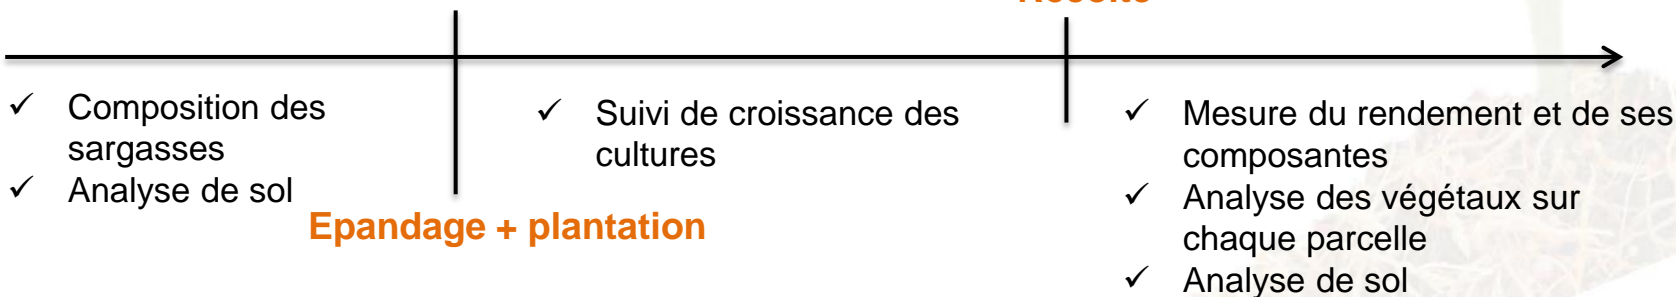 Récolte
✓ Composition des
sargasses
✓ Analyse de sol
Epandage + plantation
✓ Suivi de croissance des
cultures
✓ Mesure du rendement et de ses
composantes
✓ Analyse des végétaux sur
chaque parcelle
✓ Analyse de sol